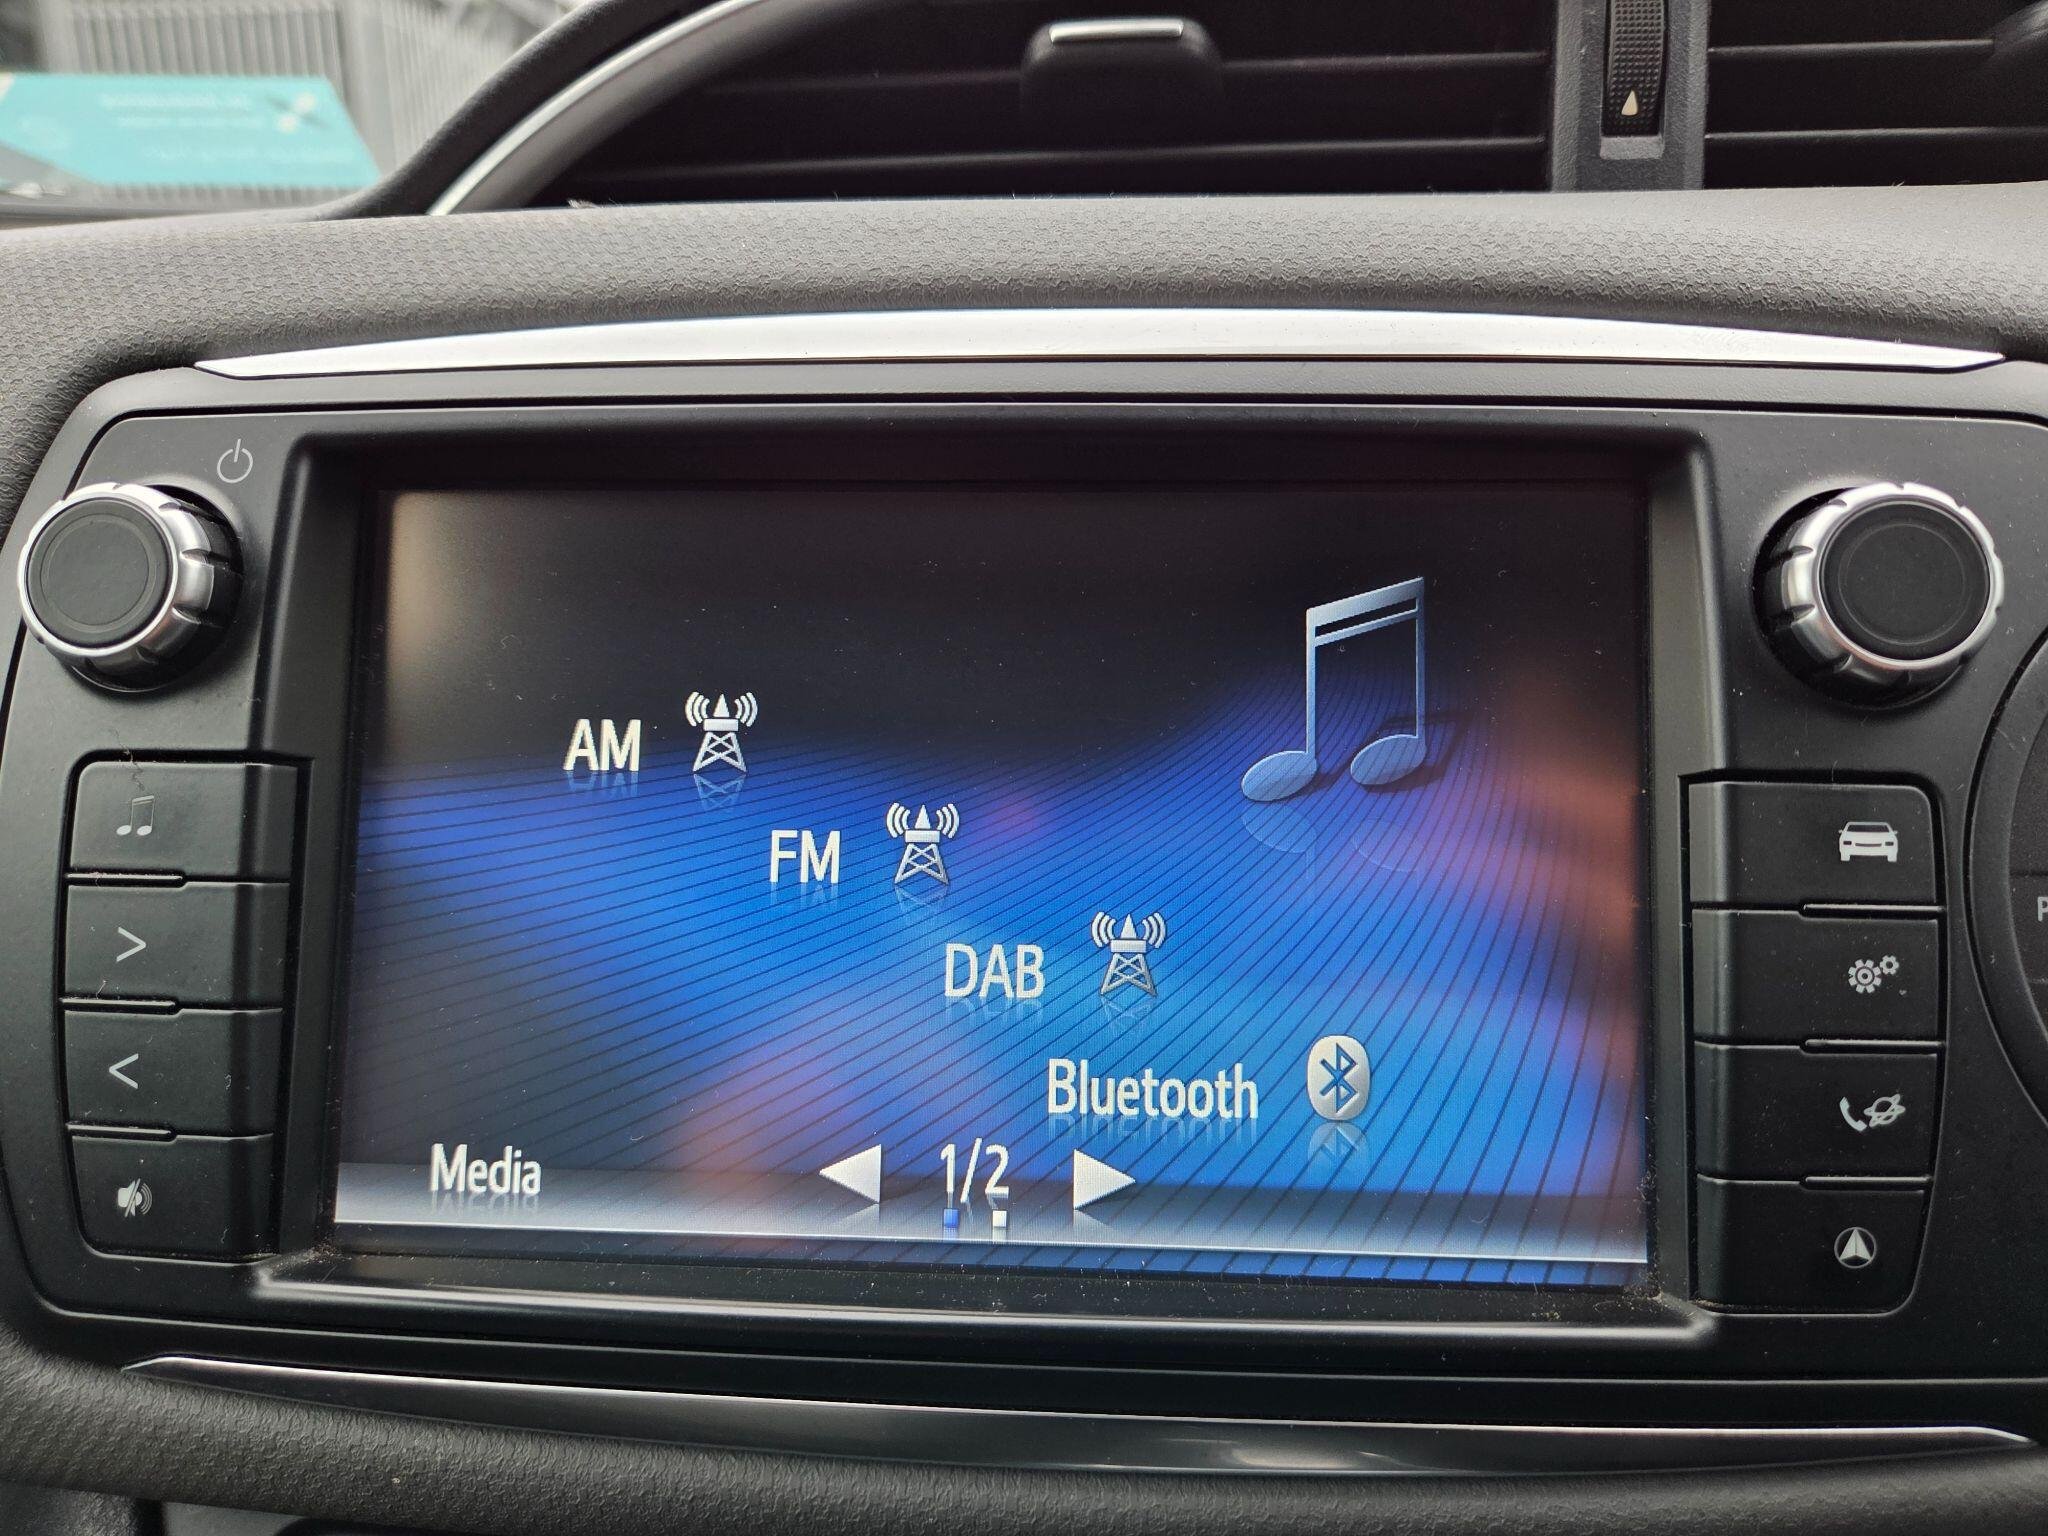 AM
FM
DAB
Bluetooth
Media
1/2